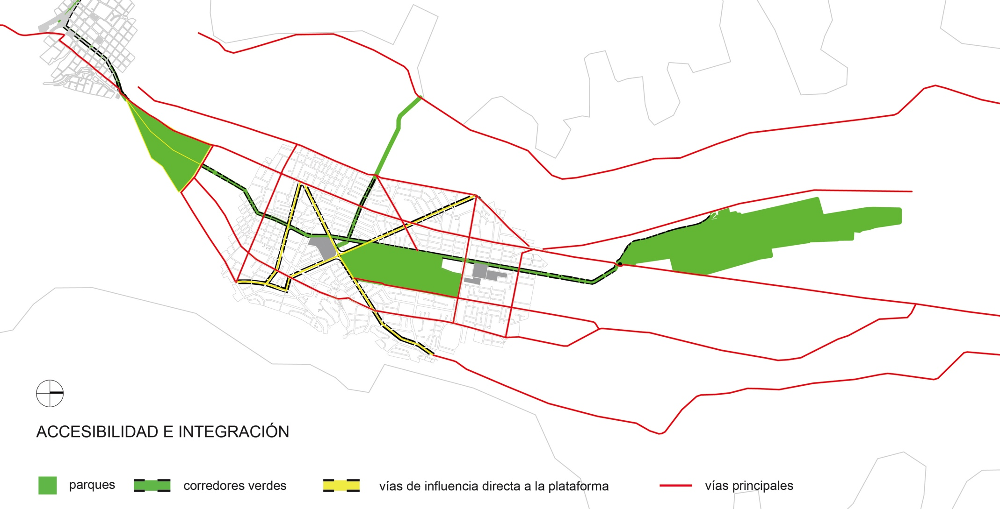 ACCESIBILIDAD E INTEGRACIÓN
parques
corredores verdes
vías de influencia directa a la plataforma
vías principales